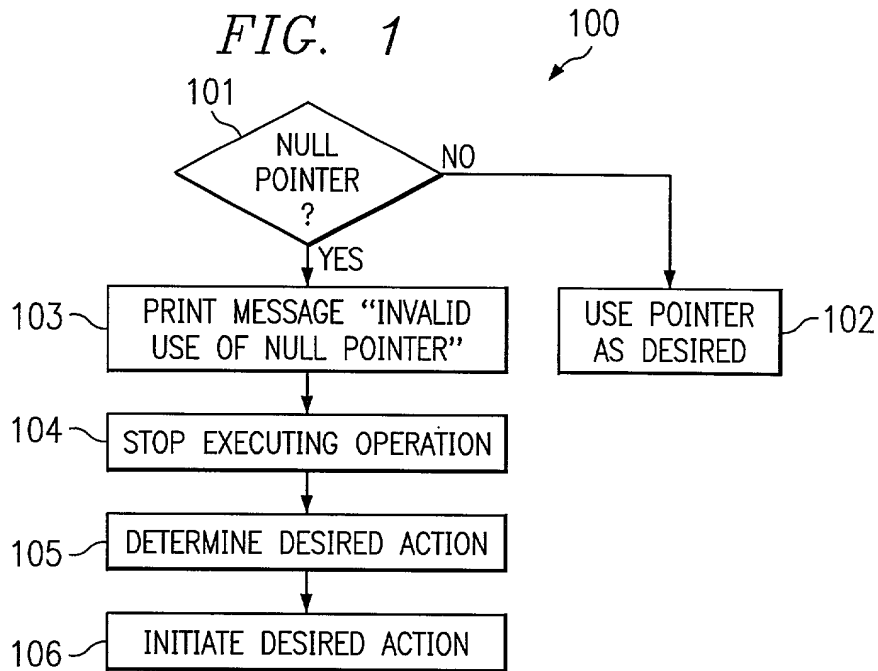 FIG. 1
100
101
NULL
POINTER
?
NO
YES
103
PRINT MESSAGE “INVALID
USE OF NULL POINTER”
USE POINTER
AS DESIRED
102
104
STOP EXECUTING OPERATION
105
DETERMINE DESIRED ACTION
106
INITIATE DESIRED ACTION